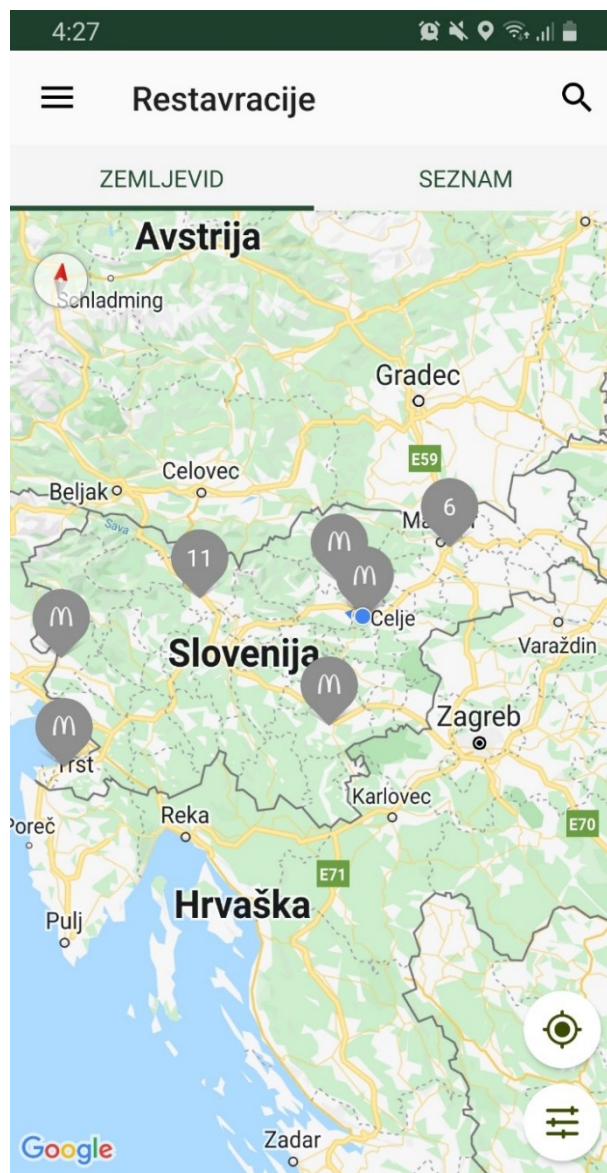 4:27
Restavracije
ZEMLJEVID
SEZNAM
Avstrija
Schladming
Gradec
E59
Celovec
Beljak
Sava
6
11
Celje
Slovenija
Varaždin
Zagreb
Trst
Karlovec
Reka
Poreč
E70
E71
Hrvaška
Pulj
Zadar
Google